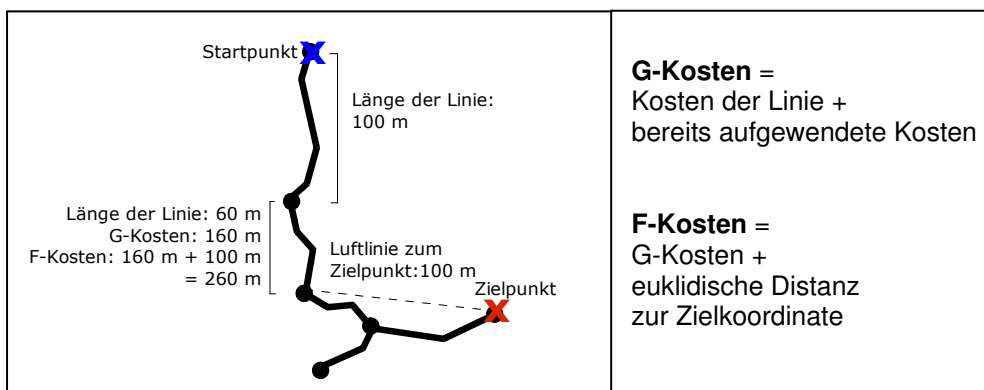 Startpunkt
Länge der Linie:
100 m
Länge der Linie: 60 m
G-Kosten: 160 m
F-Kosten: 160 m + 100 m
= 260 m
Luftlinie zum
Zielpunkt:100 m
Zielpunkt
G-Kosten =
Kosten der Linie +
bereits aufgewendete Kosten
F-Kosten =
G-Kosten +
euklidische Distanz
zur Zielkoordinate